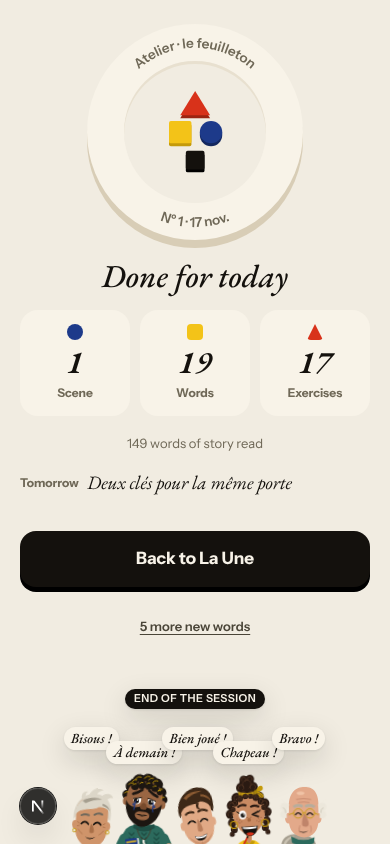 Atelier · le feuilleton
Nº 1 · 17 nov.
Done for today
1
Scene
19
Words
17
Exercises
149 words of story read
Tomorrow Deux clés pour la même porte
Back to La Une
5 more new words
END OF THE SESSION
Bisous !
Bien joué !
Bravo !
À demain !
Chapeau !
N